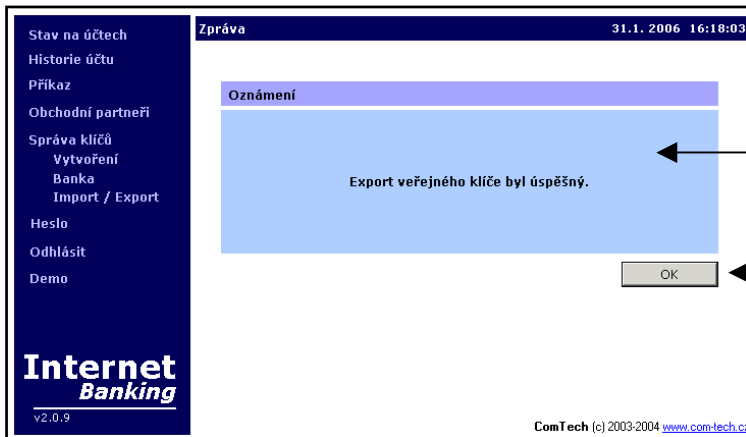 Stav na účtech
Historie účtu
Příkaz
Obchodní partneři
Správa klíčů
Vytvoření
Banka
Import / Export
Heslo
Odhlásit
Demo
Internet
Banking
v2.0.9
Zpráva 31.1. 2006 16:18:03
Oznámení
Export veřejného klíče byl úspěšný.
OK
ComTech (c) 2003-2004 www.com-tech.cz